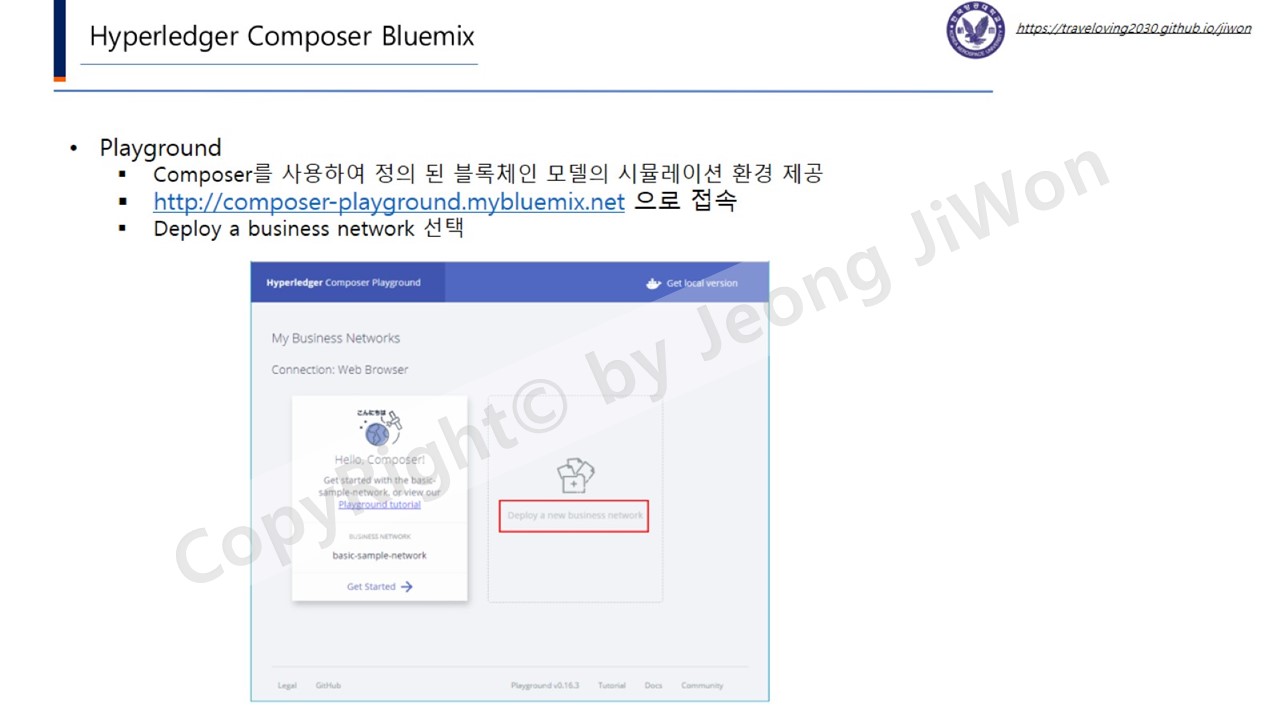 Hyperledger Composer Bluemix
https://traveloving2030.github.io/jiwon
• Playground
▪ Composer를 사용하여 정의 된 블록체인 모델의 시뮬레이션 환경 제공
▪ http://composer-playground.mybluemix.net 으로 접속
▪ Deploy a business network 선택
Hyperledger Composer Playground
Get local version
My Business Networks
Connection: Web Browser
こんにちは
Hello, Composer!
Get started with the basic-
sample-network, or view our
Playground tutorial
BUSINESS NETWORK
basic-sample-network
Get Started →
Deploy a new business network
Legal GitHub
Playground v0.16.3 Tutorial Docs Community
CopyRight© by Jeong JiWon